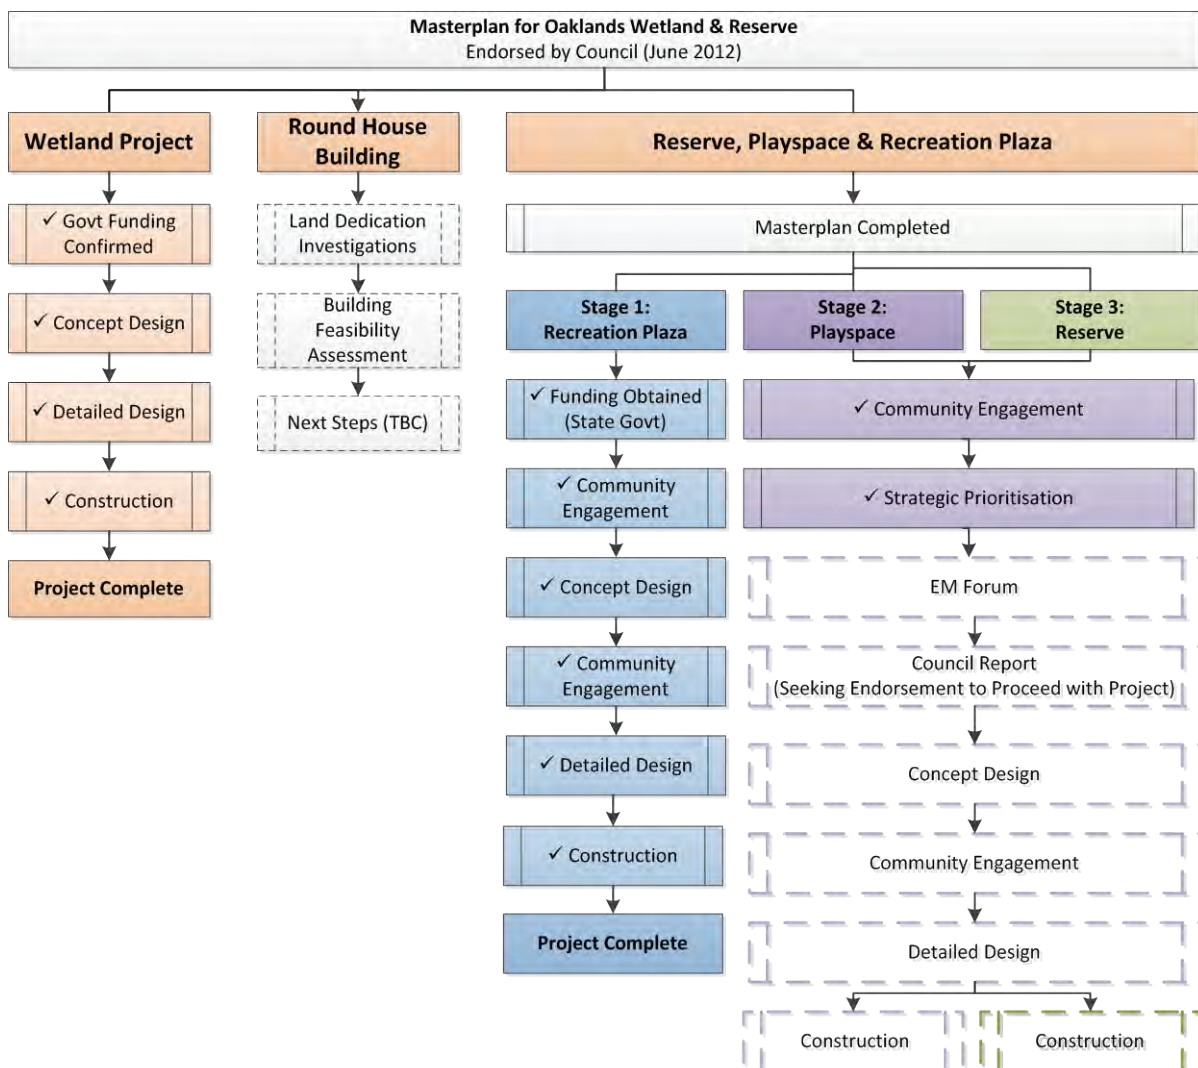 Masterplan for Oaklands Wetland & Reserve
Endorsed by Council (June 2012)
Wetland Project
✓ Govt Funding
Confirmed
✓ Concept Design
✓ Detailed Design
✓ Construction
Project Complete
Round House
Building
Land Dedication
Investigations
Building
Feasibility
Assessment
Next Steps (TBC)
Reserve, Playspace & Recreation Plaza
Masterplan Completed
Stage 1:
Recreation Plaza
✓ Funding Obtained
(State Govt)
✓ Community
Engagement
✓ Concept Design
✓ Community
Engagement
✓ Detailed Design
✓ Construction
Project Complete
Stage 2:
Playspace
Stage 3:
Reserve
✓ Community Engagement
✓ Strategic Prioritisation
EM Forum
Council Report
(Seeking Endorsement to Proceed with Project)
Concept Design
Community Engagement
Detailed Design
Construction
Construction